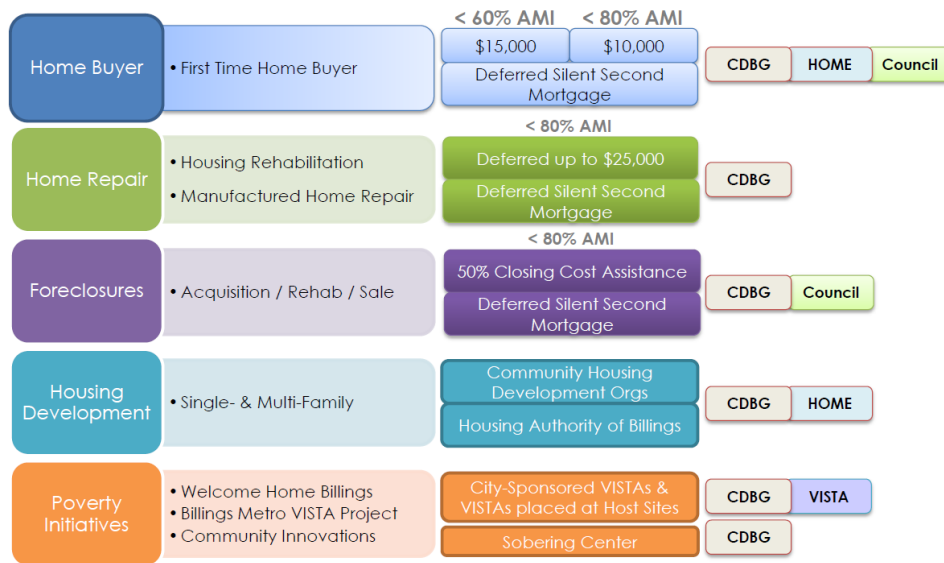 < 60% AMI < 80% AMI
Home Buyer
• First Time Home Buyer
$15,000 $10,000
Deferred Silent Second
Mortgage
CDBG HOME Council
< 80% AMI
Home Repair
• Housing Rehabilitation
• Manufactured Home Repair
Deferred up to $25,000
Deferred Silent Second
Mortgage
CDBG
< 80% AMI
Foreclosures
• Acquisition / Rehab / Sale
50% Closing Cost Assistance
Deferred Silent Second
Mortgage
CDBG Council
Housing
Development
• Single- & Multi-Family
Community Housing
Development Orgs
Housing Authority of Billings
CDBG HOME
Poverty
Initiatives
• Welcome Home Billings
• Billings Metro VISTA Project
• Community Innovations
City-Sponsored VISTAs &
VISTAs placed at Host Sites
CDBG VISTA
Sobering Center
CDBG